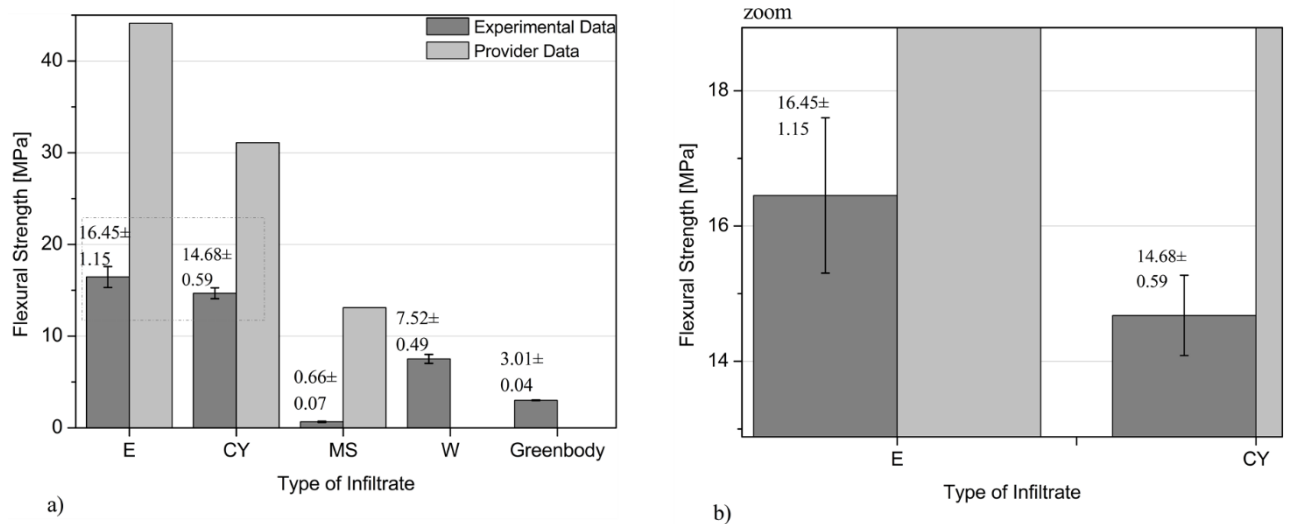 Experimental Data
Provider Data
Flexural Strength [MPa]
40
30
20
10
0
16.45±
1.15
14.68±
0.59
0.66±
0.07
7.52±
0.49
3.01±
0.04
E
CY
MS
W
Greenbody
Type of Infiltrate
a)
zoom
Flexural Strength [MPa]
18
16
14
16.45±
1.15
14.68±
0.59
E
CY
Type of Infiltrate
b)